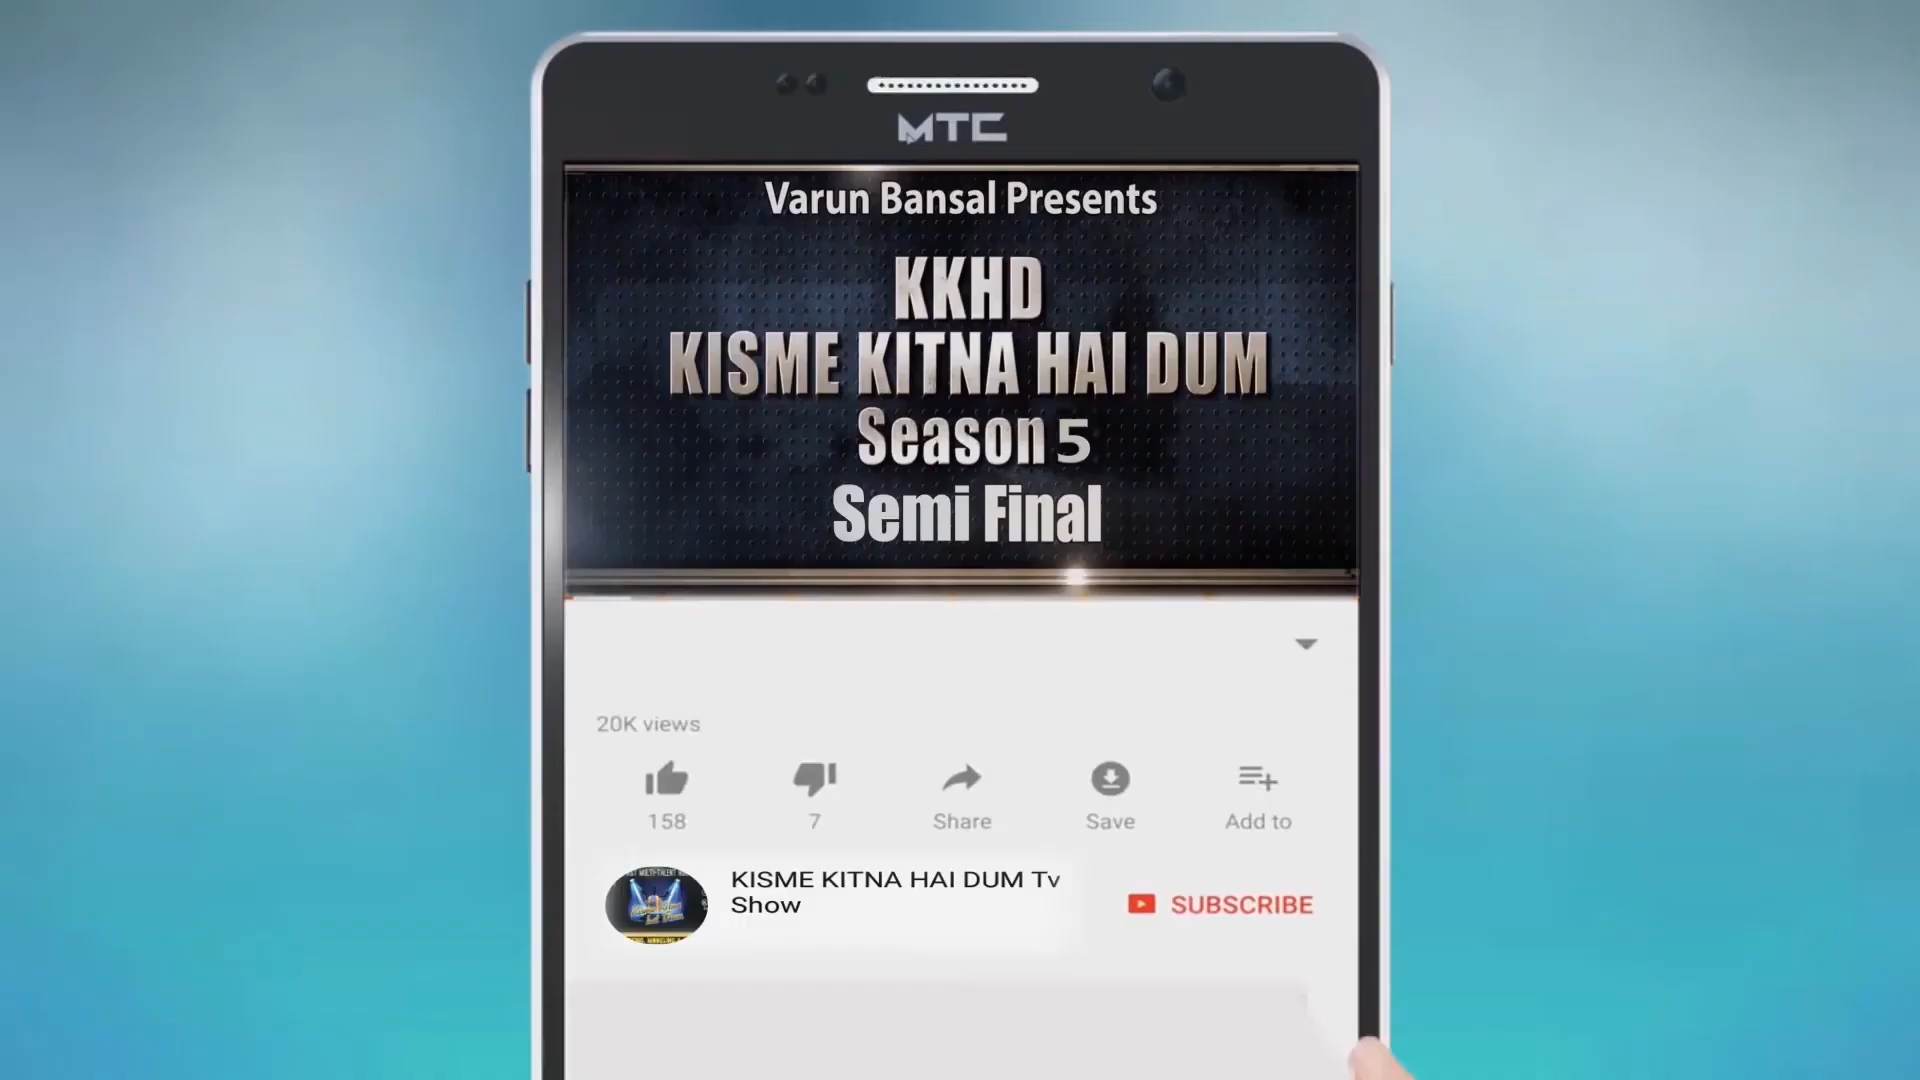 MTC
Varun Bansal Presents
KKHD
KISME KITNA HAI DUM
Season 5
Semi Final
20K views
158
7
Share
Save
Add to
KISME KITNA HAI DUM Tv
Show
SUBSCRIBE